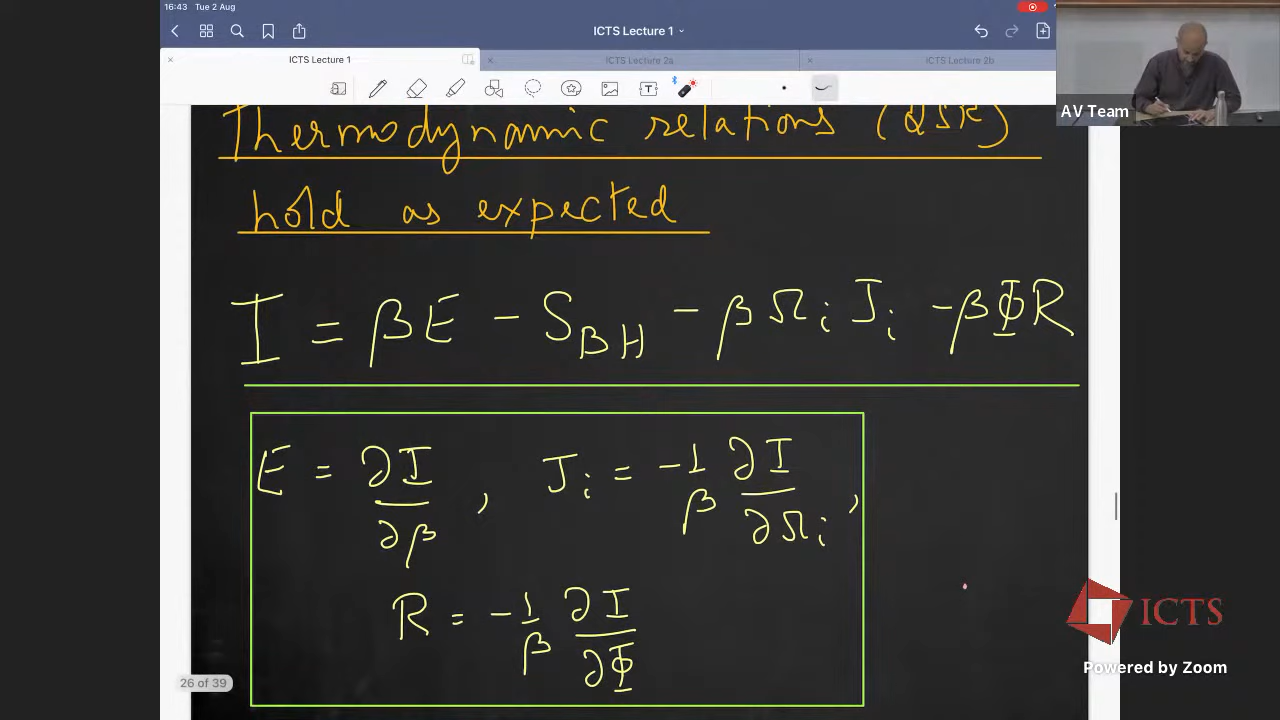 16:43 Tue 2 Aug
ICTS Lecture 1
ICTS Lecture 1
ICTS Lecture 2a
ICTS Lecture 2b
AV Team
Thermodynamic relations (QSR)
hold as expected
I = βE - S_BH - βΩ_i J_i - βΦR
E = ∂I/∂β , J_i = -1/β ∂I/∂Ω_i ,
R = -1/β ∂I/∂Φ
26 of 39
ICTS
Powered by Zoom